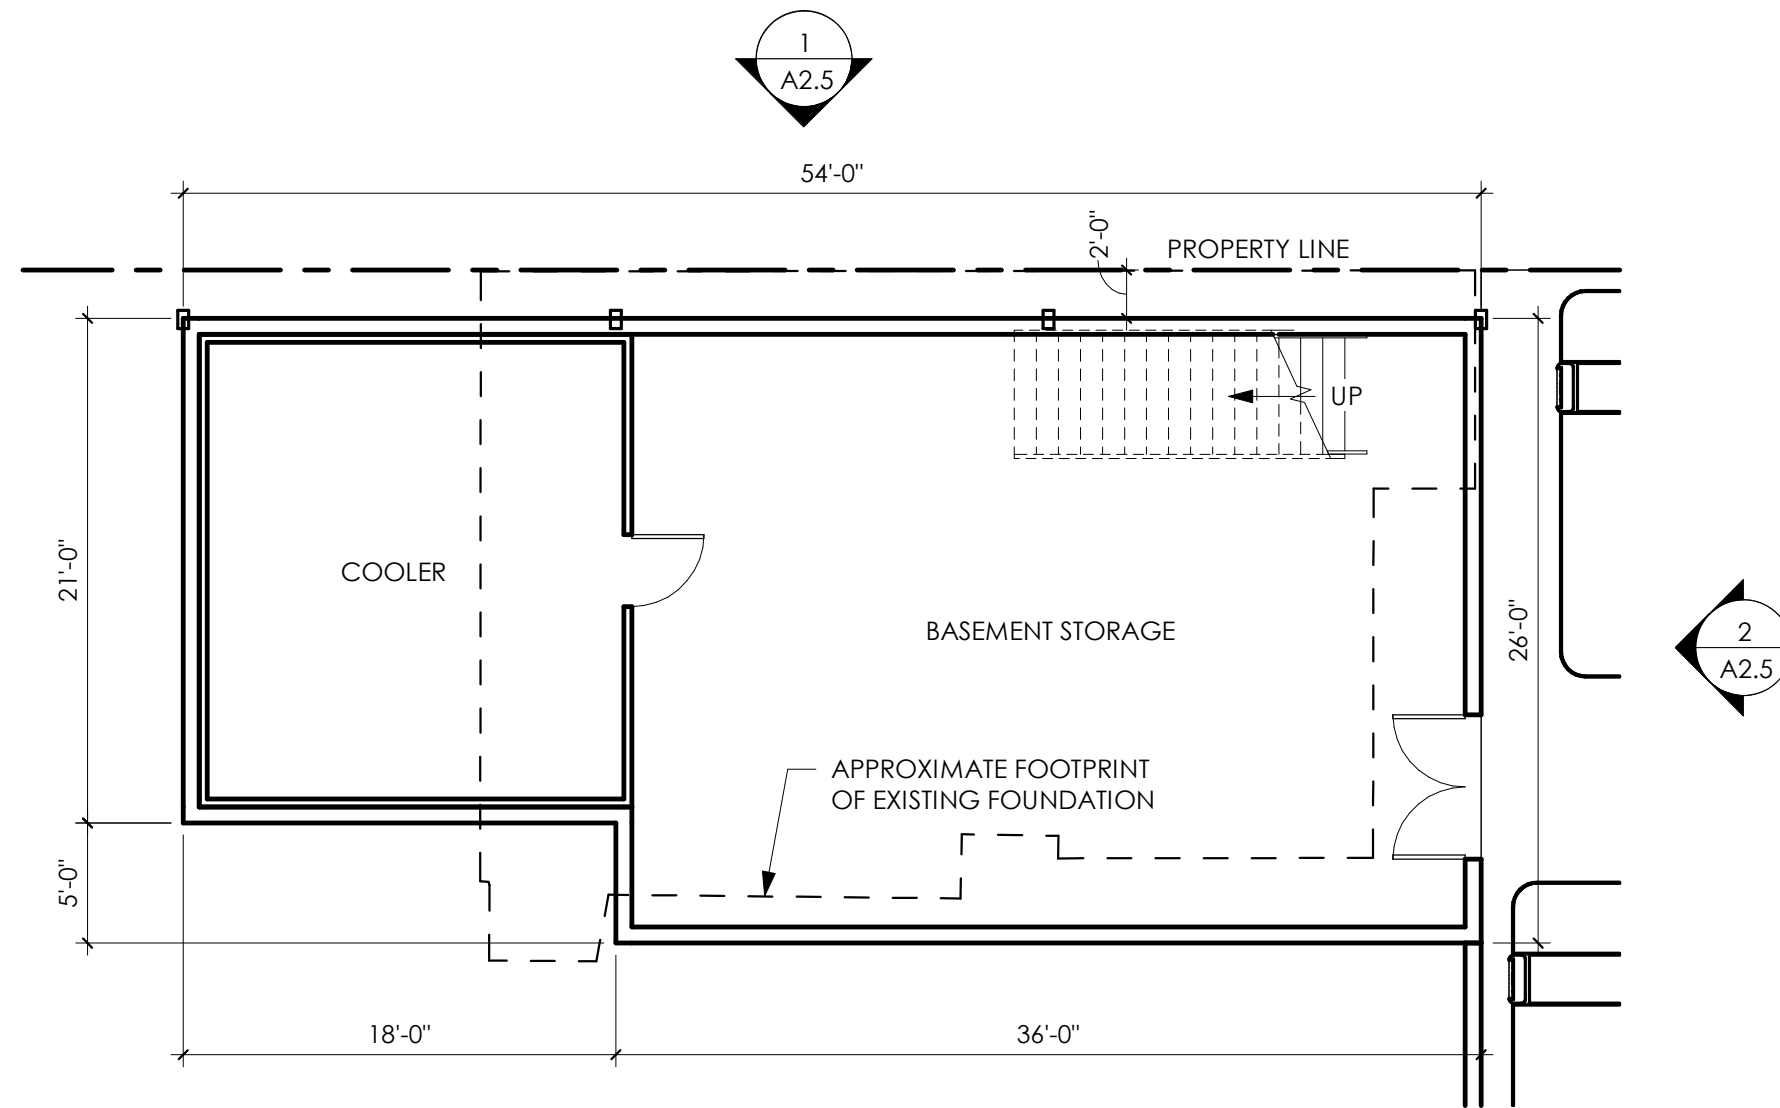 1
A2.5
54'-0"
2'-0"
PROPERTY LINE
UP
21'-0"
COOLER
BASEMENT STORAGE
26'-0"
2
A2.5
APPROXIMATE FOOTPRINT
OF EXISTING FOUNDATION
5'-0"
18'-0"
36'-0"